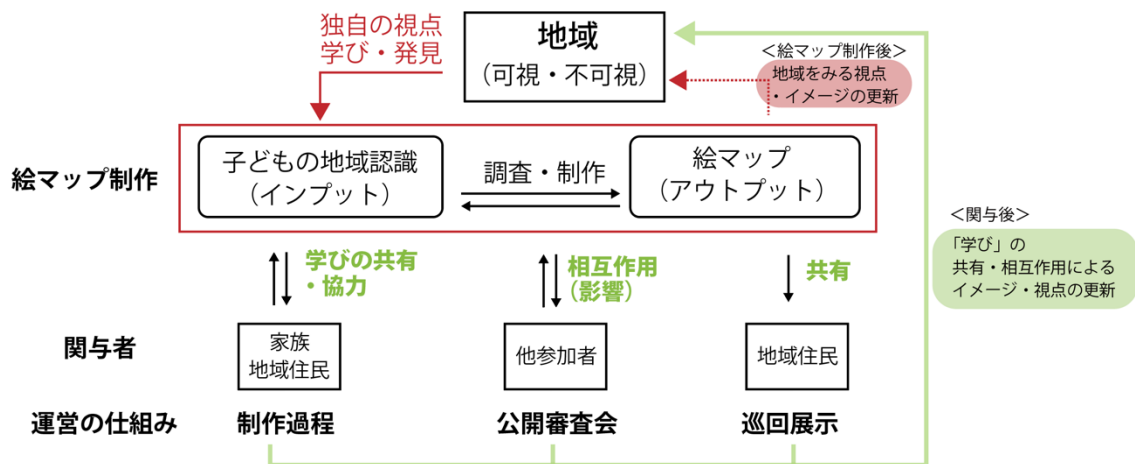 独自の視点
学び・発見
地域
（可視・不可視）
＜絵マップ制作後＞
地域をみる視点
・イメージの更新
絵マップ制作
子どもの地域認識
（インプット）
調査・制作
絵マップ
（アウトプット）
＜関与後＞
「学び」の
共有・相互作用による
イメージ・視点の更新
学びの共有
・協力
相互作用
（影響）
共有
関与者
家族
地域住民
他参加者
地域住民
運営の仕組み
制作過程
公開審査会
巡回展示